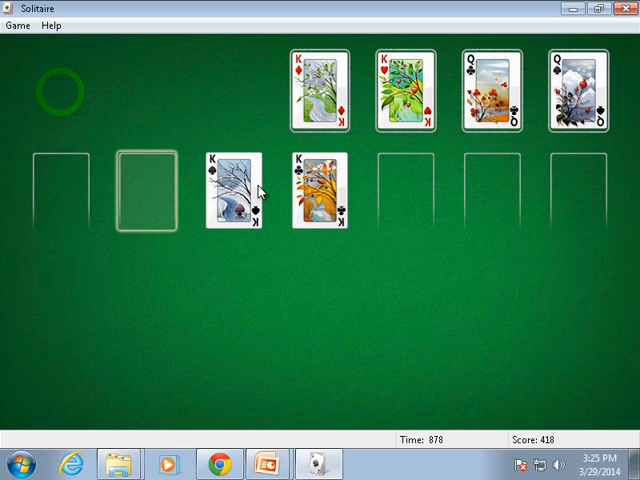 Solitaire
Game Help
K K Q Q
K K Q Q
K K
K K
Time: 878 Score: 418
3:25 PM
3/29/2014